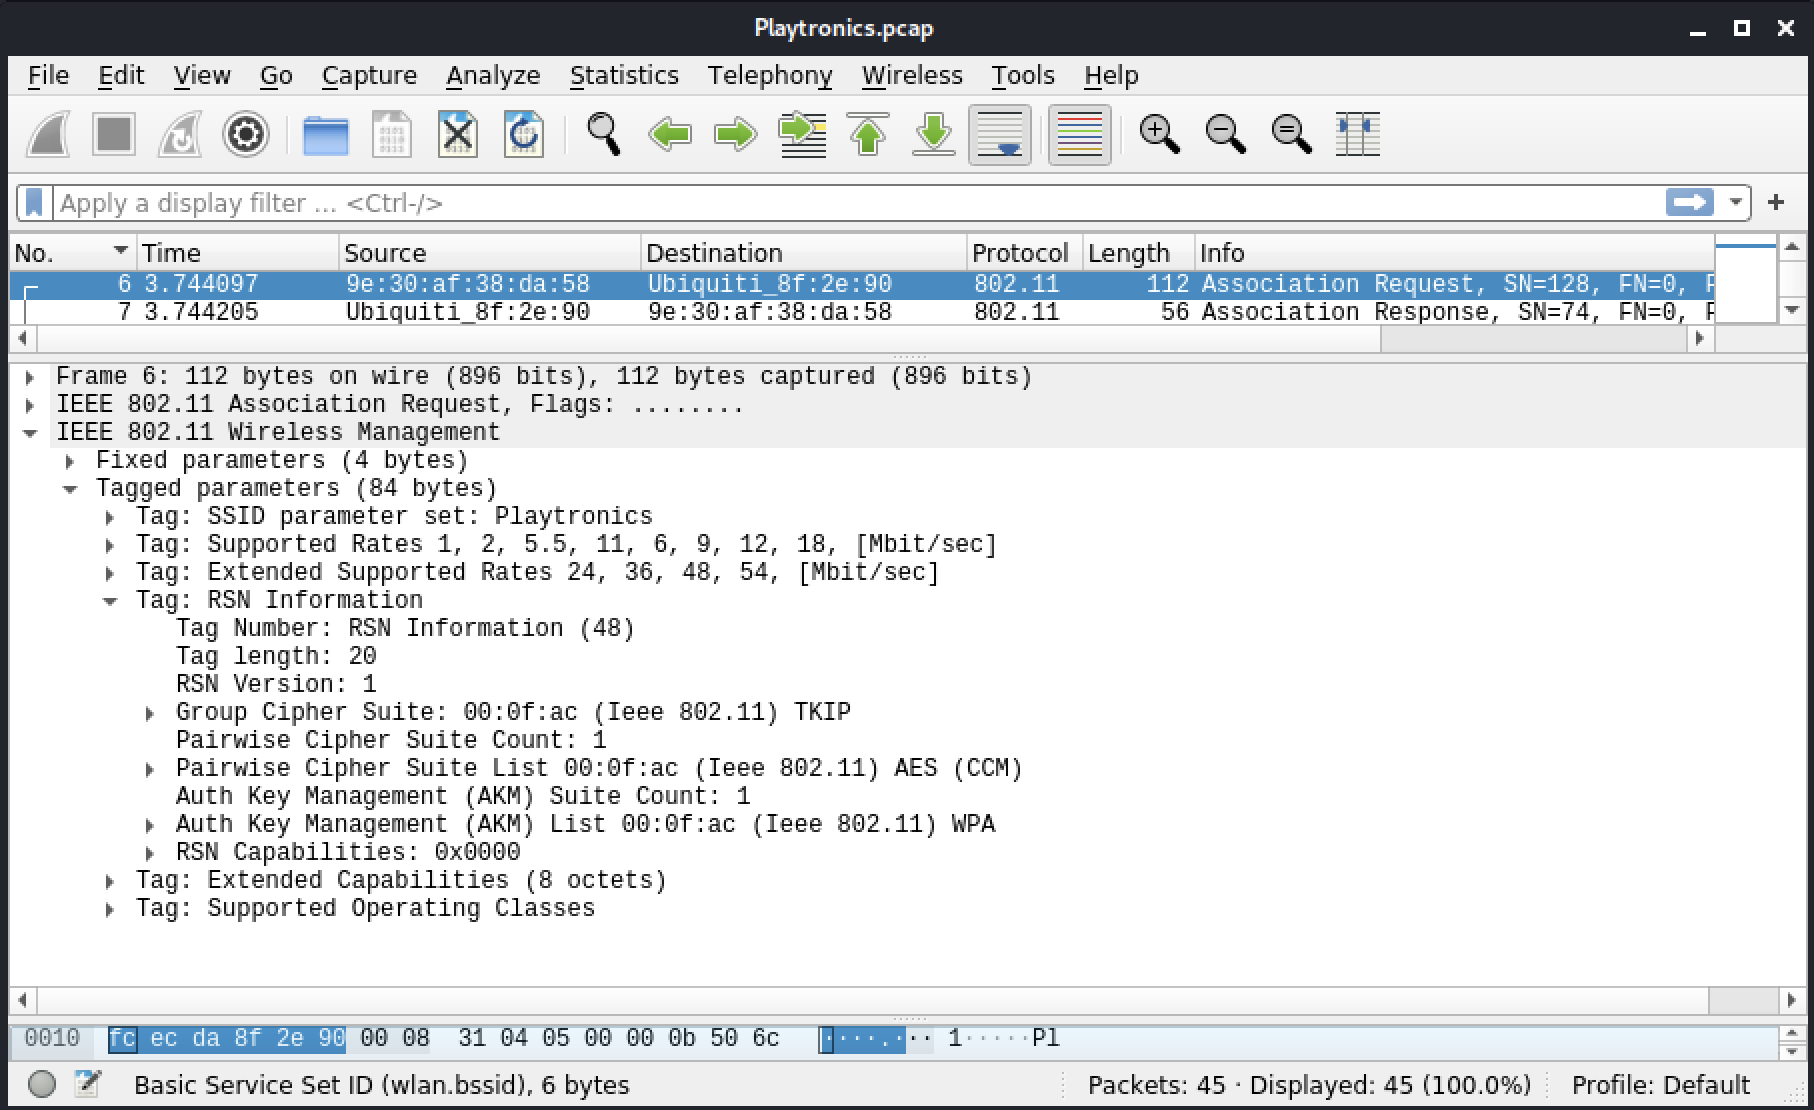 Playtronics.pcap
File Edit View Go Capture Analyze Statistics Telephony Wireless Tools Help
Apply a display filter ... <Ctrl-/>
No. Time Source Destination Protocol Length Info
6 3.744097 9e:30:af:38:da:58 Ubiquiti_8f:2e:90 802.11 112 Association Request, SN=128, FN=0, F
7 3.744205 Ubiquiti_8f:2e:90 9e:30:af:38:da:58 802.11 56 Association Response, SN=74, FN=0, F
Frame 6: 112 bytes on wire (896 bits), 112 bytes captured (896 bits)
IEEE 802.11 Association Request, Flags: ........
IEEE 802.11 Wireless Management
Fixed parameters (4 bytes)
Tagged parameters (84 bytes)
Tag: SSID parameter set: Playtronics
Tag: Supported Rates 1, 2, 5.5, 11, 6, 9, 12, 18, [Mbit/sec]
Tag: Extended Supported Rates 24, 36, 48, 54, [Mbit/sec]
Tag: RSN Information
Tag Number: RSN Information (48)
Tag length: 20
RSN Version: 1
Group Cipher Suite: 00:0f:ac (Ieee 802.11) TKIP
Pairwise Cipher Suite Count: 1
Pairwise Cipher Suite List 00:0f:ac (Ieee 802.11) AES (CCM)
Auth Key Management (AKM) Suite Count: 1
Auth Key Management (AKM) List 00:0f:ac (Ieee 802.11) WPA
RSN Capabilities: 0x0000
Tag: Extended Capabilities (8 octets)
Tag: Supported Operating Classes
0010 fc ec da 8f 2e 90 00 08 31 04 05 00 00 0b 50 6c ····.··· 1·····Pl
Basic Service Set ID (wlan.bssid), 6 bytes Packets: 45 · Displayed: 45 (100.0%) Profile: Default